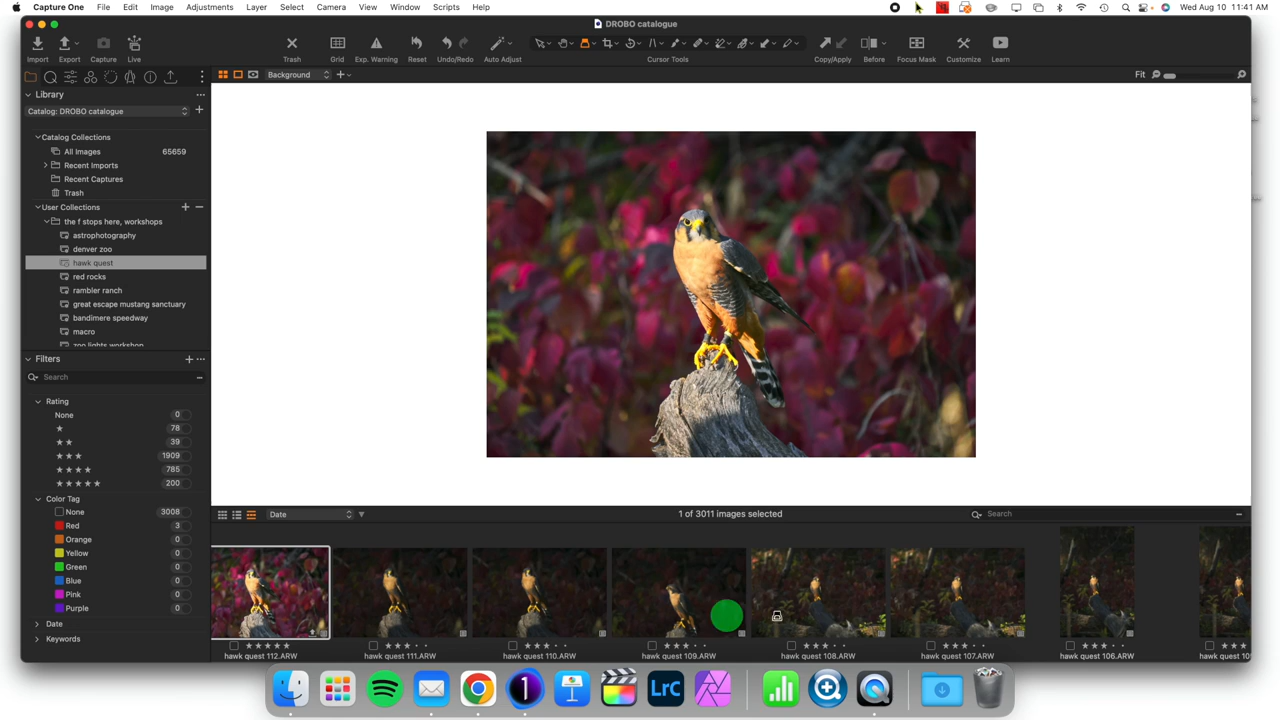 Capture One File Edit Image Adjustments Layer Select Camera View Window Scripts Help Wed Aug 10 11:41 AM
DROBO catalogue
Import Export Capture Live Trash Grid Exp. Warning Reset Undo/Redo Auto Adjust Cursor Tools Copy/Apply Before Focus Mask Customize Learn
Background Fit
Library
Catalog: DROBO catalogue
Catalog Collections
All Images 65659
Recent Imports
Recent Captures
Trash
User Collections
the f stops here, workshops
astrophotography
denver zoo
hawk quest
red rocks
rambler ranch
great escape mustang sanctuary
bandimere speedway
macro
zoo lights workshop
Filters
Search
Rating
None 0
★ 78
★★ 39
★★★ 1909
★★★★ 785
★★★★★ 200
Color Tag
None 3008
Red 3
Orange 0
Yellow 0
Green 0
Blue 0
Pink 0
Purple 0
Date
Keywords
Date 1 of 3011 images selected Search
hawk quest 112.ARW hawk quest 111.ARW hawk quest 110.ARW hawk quest 109.ARW hawk quest 108.ARW hawk quest 107.ARW hawk quest 106.ARW hawk quest 10
1 LrC